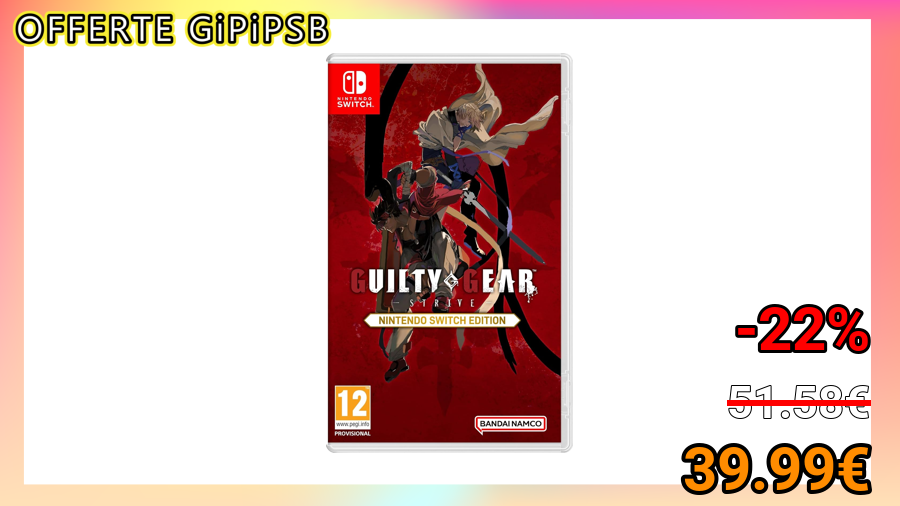 OFFERTE GiPiPSB
NINTENDO
SWITCH.
GUILTY GEAR
STRIVE
NINTENDO SWITCH EDITION
12
www.pegi.info
PROVISIONAL
BANDAI NAMCO
-22%
51.58€
39.99€